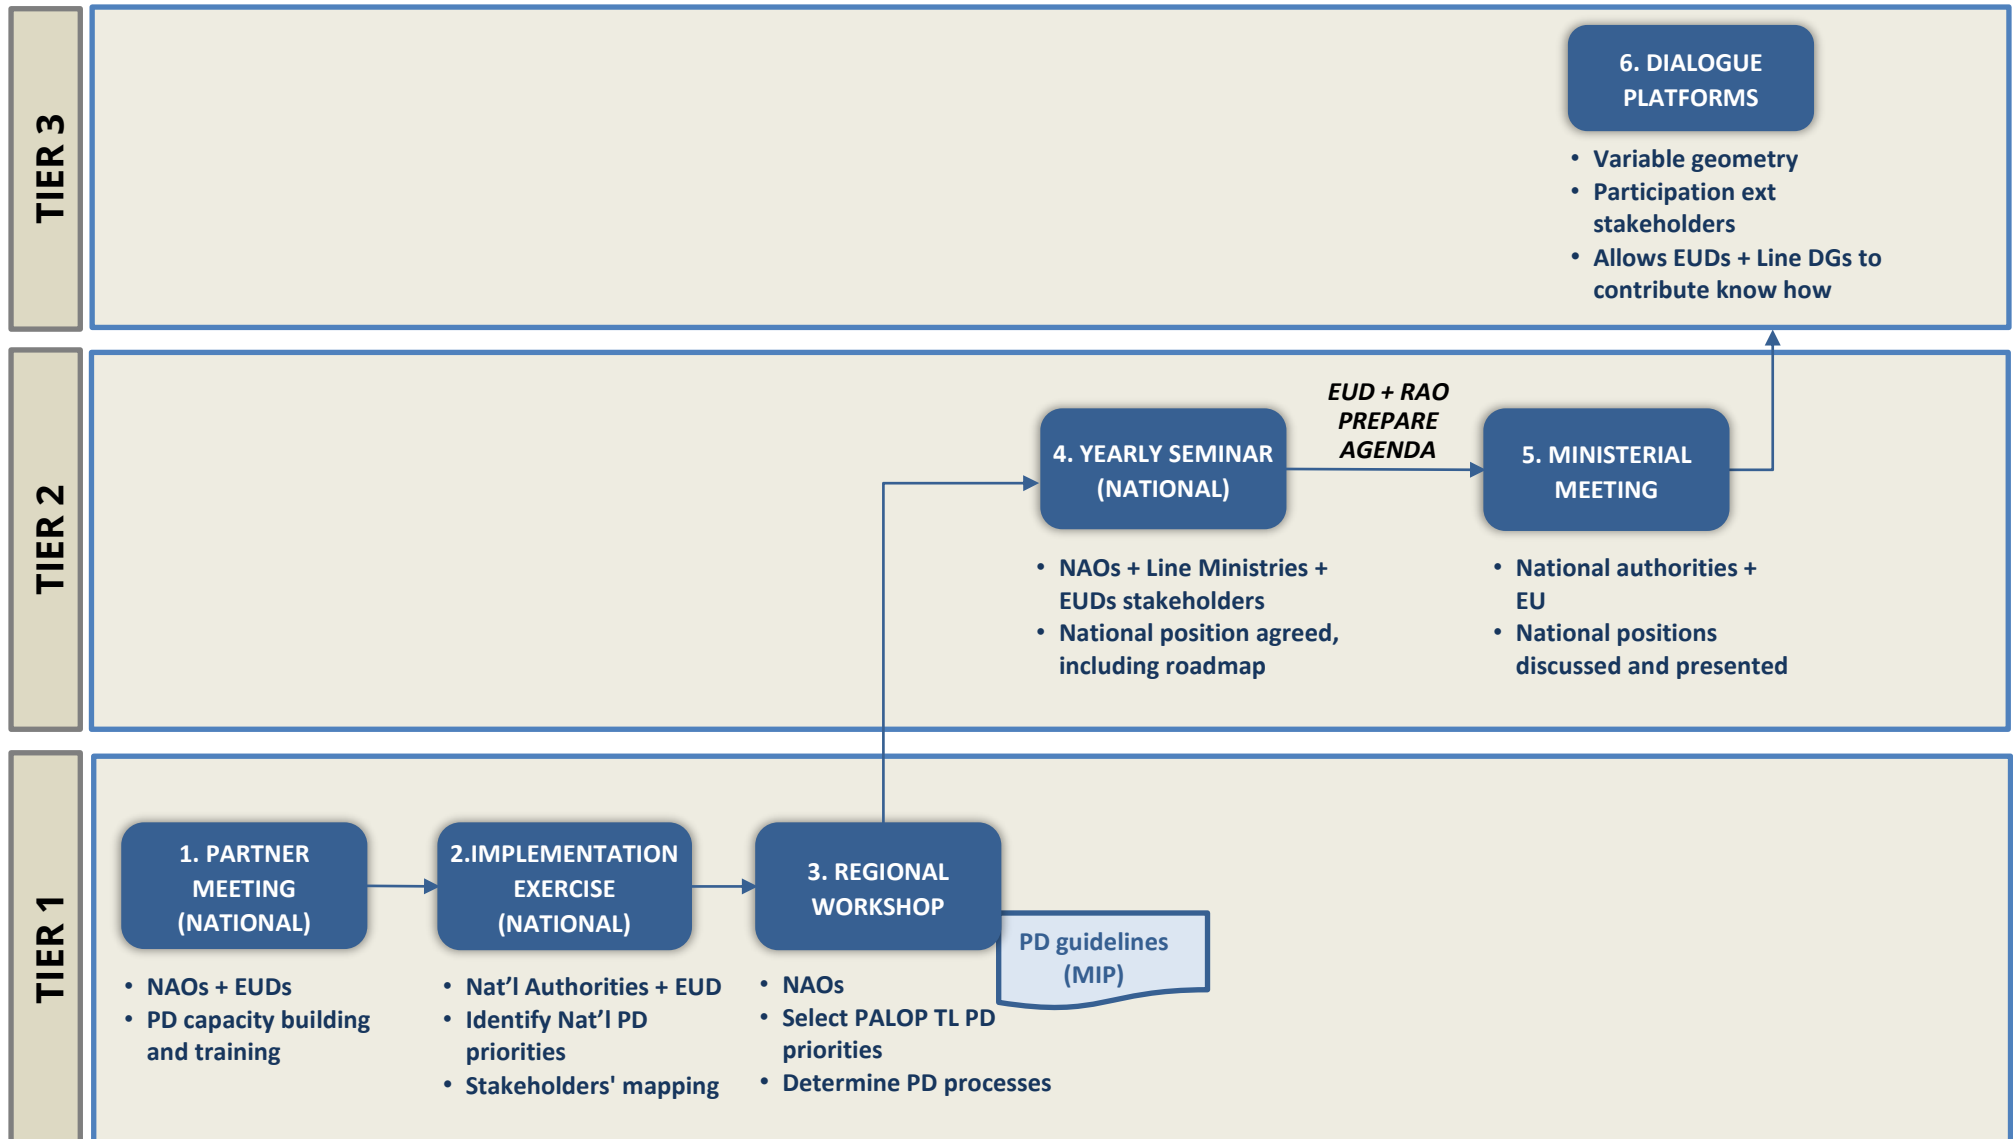 TIER 3
6. DIALOGUE
PLATFORMS
• Variable geometry
• Participation ext
stakeholders
• Allows EUDs + Line DGs to
contribute know how
TIER 2
4. YEARLY SEMINAR
(NATIONAL)
• NAOs + Line Ministries +
EUDs stakeholders
• National position agreed,
including roadmap
EUD + RAO
PREPARE
AGENDA
5. MINISTERIAL
MEETING
• National authorities +
EU
• National positions
discussed and presented
TIER 1
1. PARTNER
MEETING
(NATIONAL)
• NAOs + EUDs
• PD capacity building
and training
2.IMPLEMENTATION
EXERCISE
(NATIONAL)
• Nat’l Authorities + EUD
• Identify Nat’l PD
priorities
• Stakeholders' mapping
3. REGIONAL
WORKSHOP
• NAOs
• Select PALOP TL PD
priorities
• Determine PD processes
PD guidelines
(MIP)